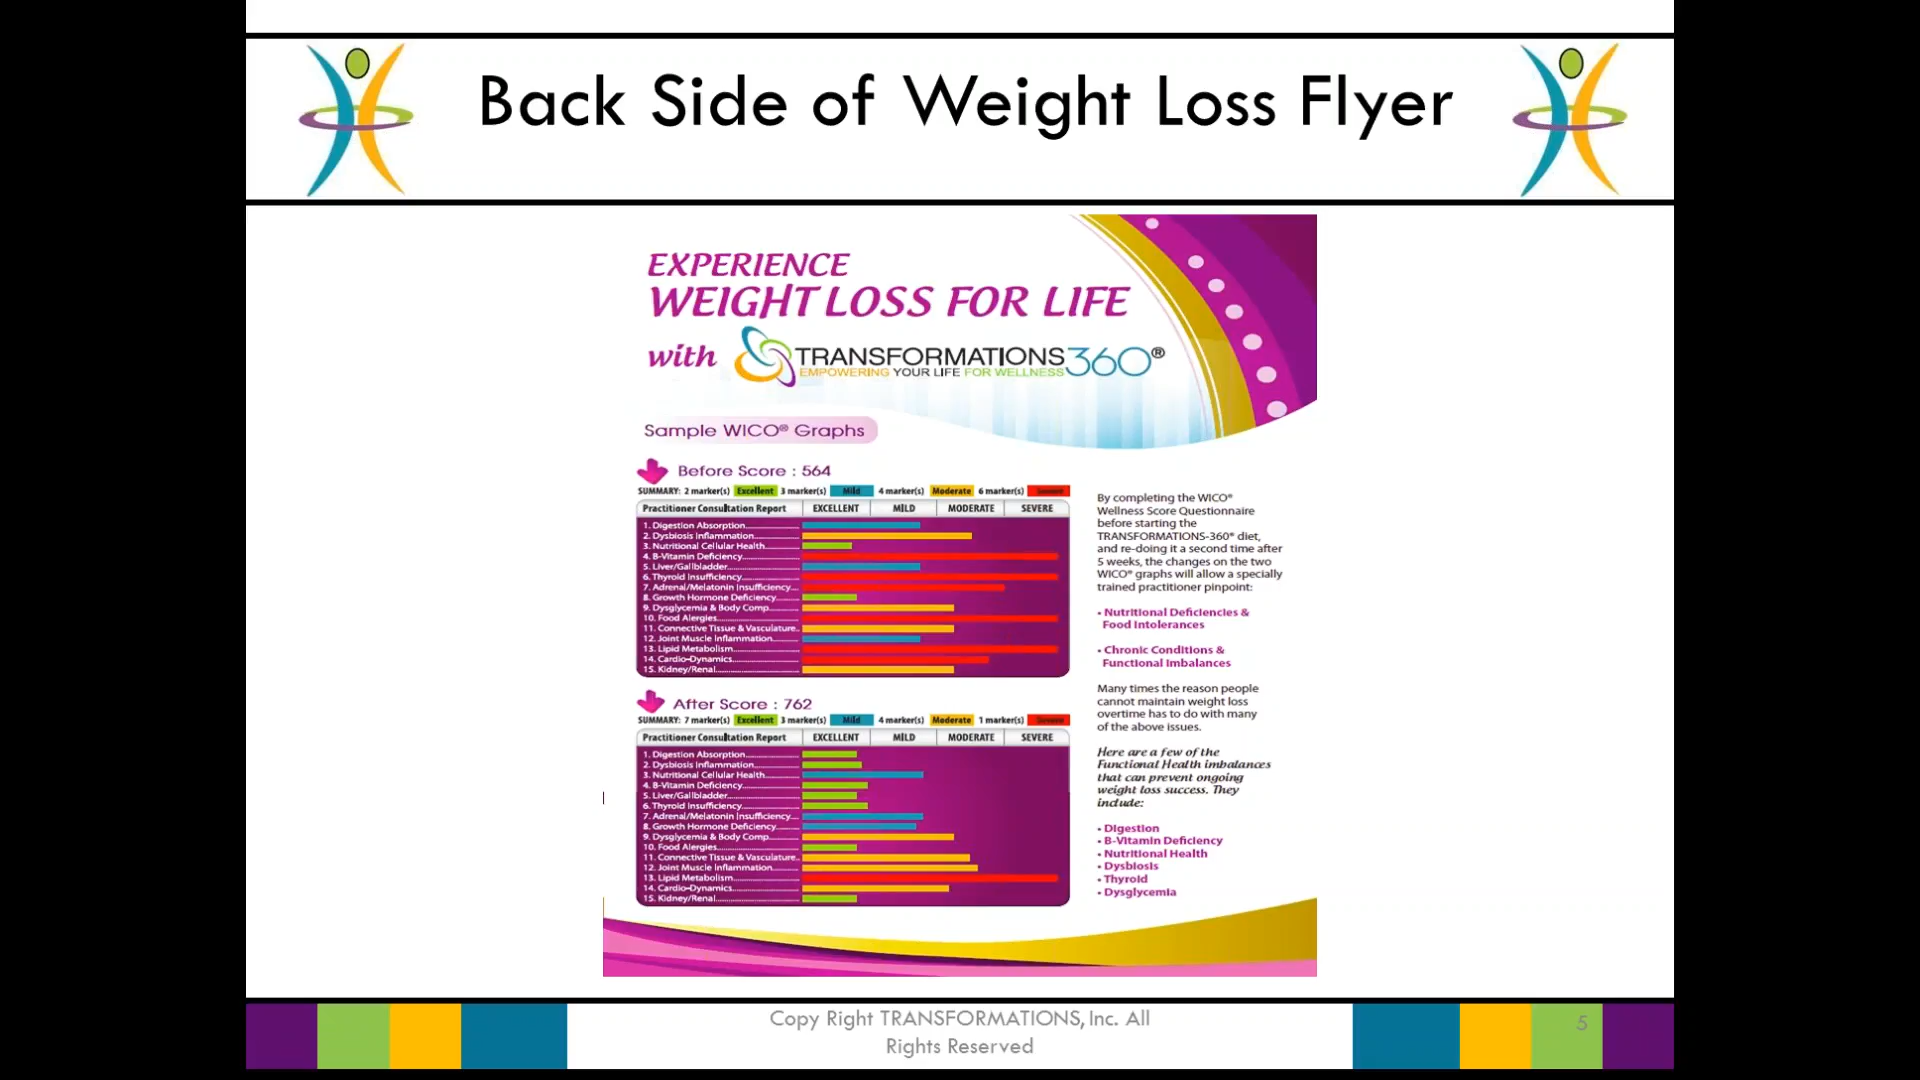 Back Side of Weight Loss Flyer
EXPERIENCE
WEIGHT LOSS FOR LIFE
with TRANSFORMATIONS360®
EMPOWERING YOUR LIFE FOR WELLNESS
Sample WICO® Graphs
Before Score : 564
SUMMARY: 2 marker(s) Excellent 3 marker(s) Mild 4 marker(s) Moderate 6 marker(s) Severe
Practitioner Consultation Report EXCELLENT MILD MODERATE SEVERE
1. Digestion Absorption
2. Dysbiosis Inflammation
3. Nutritional Cellular Health
4. B-Vitamin Deficiency
5. Liver/Gallbladder
6. Thyroid Insufficiency
7. Adrenal/Melatonin Insufficiency
8. Growth Hormone Deficiency
9. Dysglycemia & Body Comp
10. Food Alergies
11. Connective Tissue & Vasculature
12. Joint Muscle Inflammation
13. Lipid Metabolism
14. Cardio-Dynamics
15. Kidney/Renal
After Score : 762
SUMMARY: 7 marker(s) Excellent 3 marker(s) Mild 4 marker(s) Moderate 1 marker(s) Severe
Practitioner Consultation Report EXCELLENT MILD MODERATE SEVERE
1. Digestion Absorption
2. Dysbiosis Inflammation
3. Nutritional Cellular Health
4. B-Vitamin Deficiency
5. Liver/Gallbladder
6. Thyroid Insufficiency
7. Adrenal/Melatonin Insufficiency
8. Growth Hormone Deficiency
9. Dysglycemia & Body Comp
10. Food Alergies
11. Connective Tissue & Vasculature
12. Joint Muscle Inflammation
13. Lipid Metabolism
14. Cardio-Dynamics
15. Kidney/Renal
By completing the WICO®
Wellness Score Questionnaire
before starting the
TRANSFORMATIONS-360® diet,
and re-doing it a second time after
5 weeks, the changes on the two
WICO® graphs will allow a specially
trained practitioner pinpoint:
• Nutritional Deficiencies &
Food Intolerances
• Chronic Conditions &
Functional Imbalances
Many times the reason people
cannot maintain weight loss
overtime has to do with many
of the above issues.
Here are a few of the
Functional Health imbalances
that can prevent ongoing
weight loss success. They
include:
• Digestion
• B-Vitamin Deficiency
• Nutritional Health
• Dysbiosis
• Thyroid
• Dysglycemia
Copy Right TRANSFORMATIONS, Inc. All
Rights Reserved
5